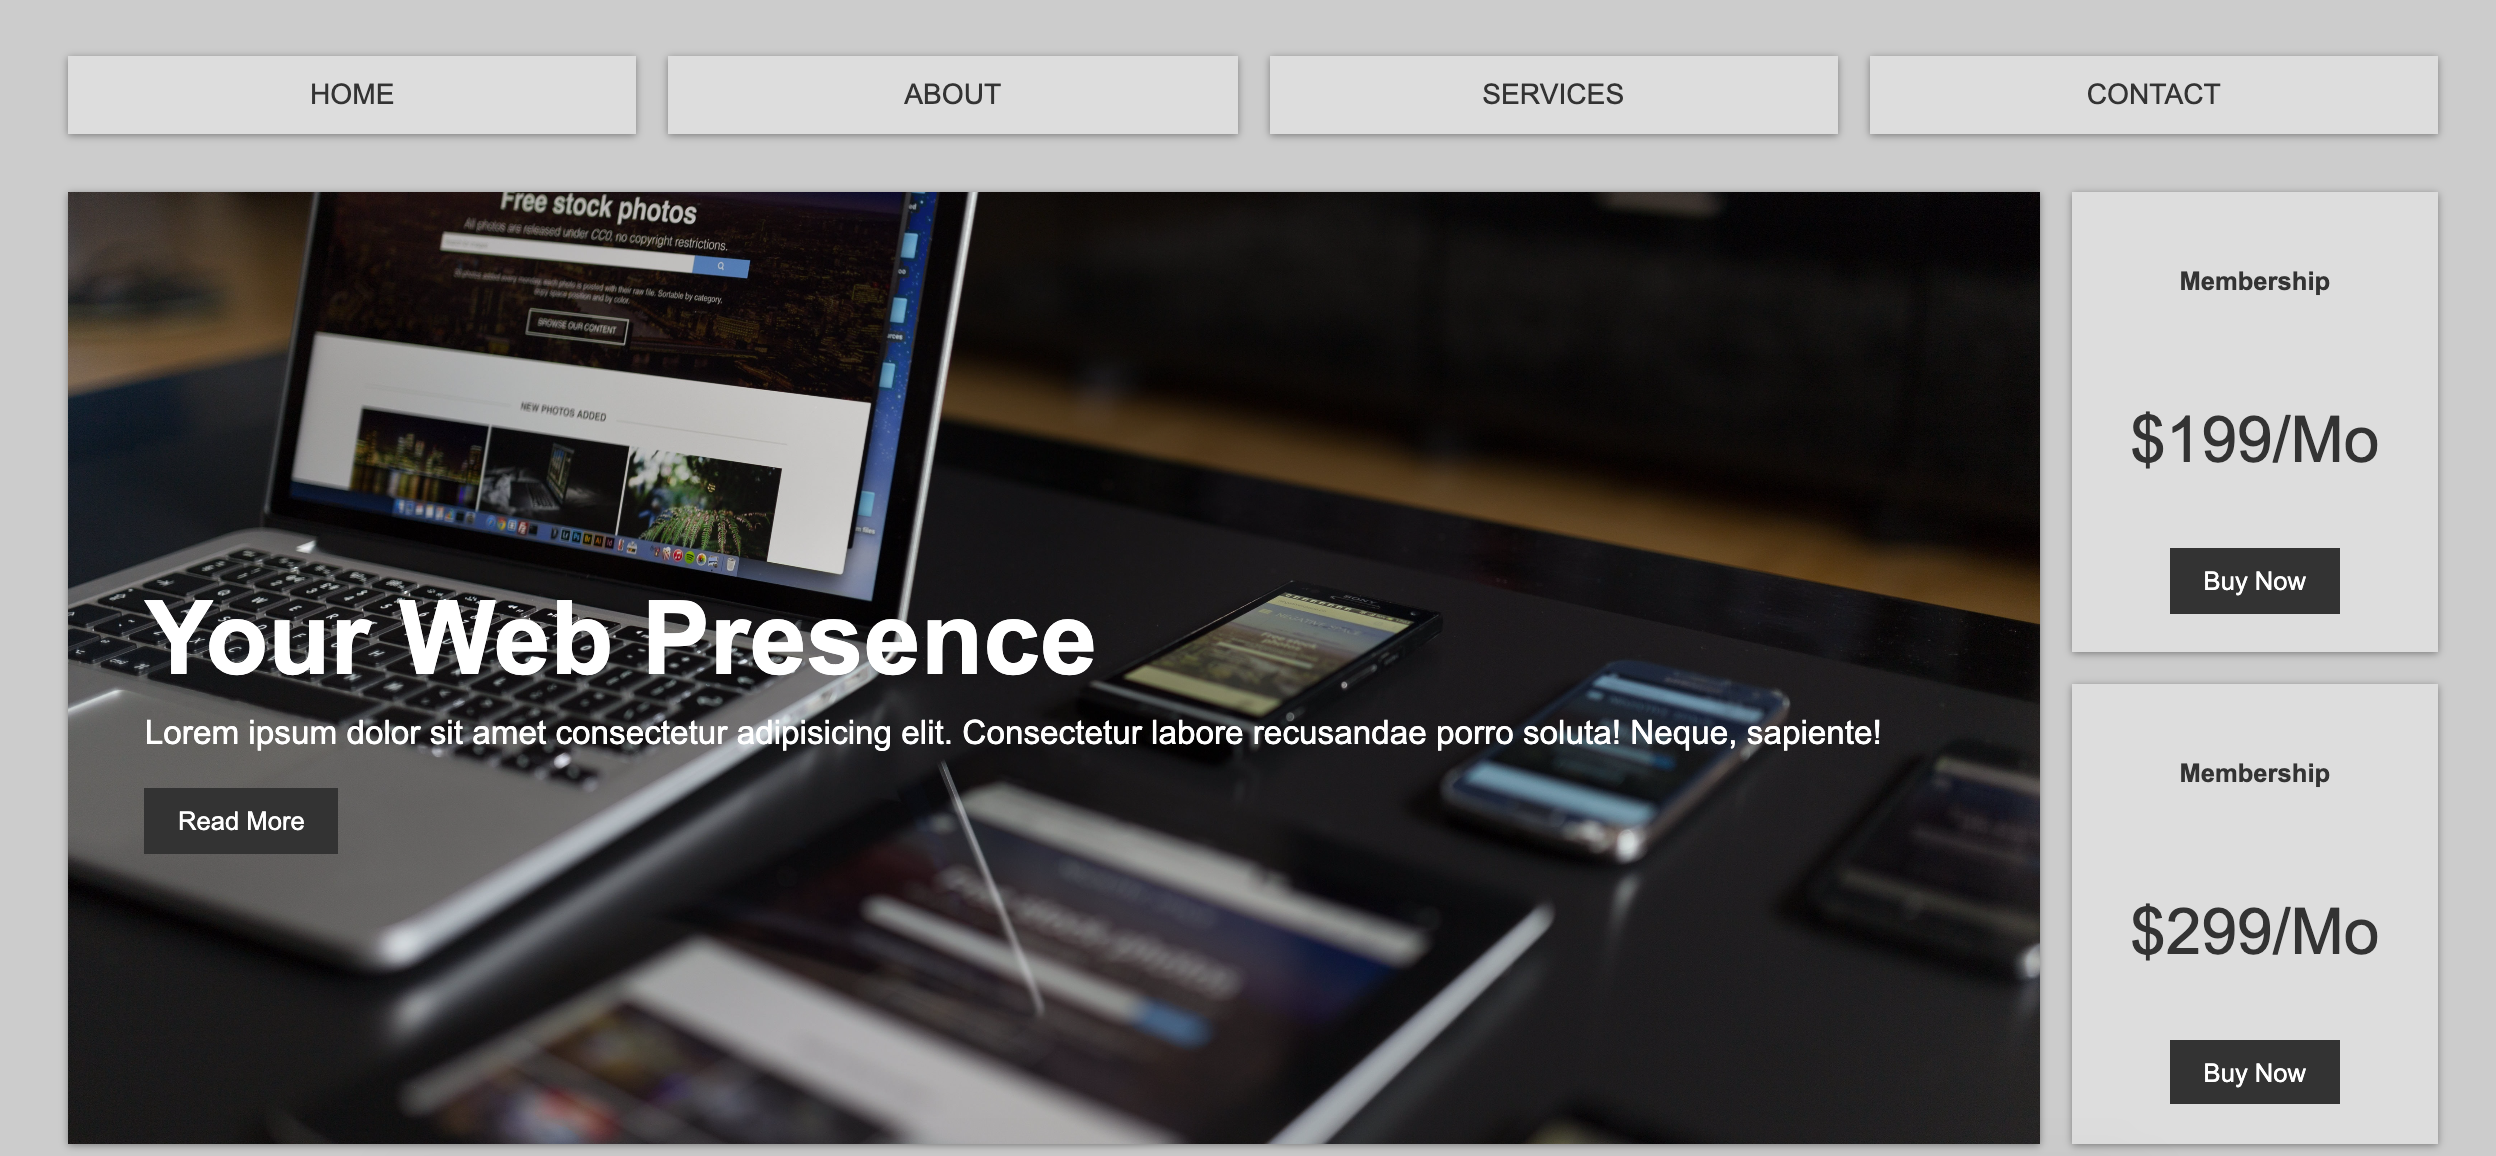 HOME
ABOUT
SERVICES
CONTACT
Free stock photos
All photos are released under CC0. no copyright restrictions.
BROWSE OUR CONTENT
NEW PHOTOS ADDED
Your Web Presence
Lorem ipsum dolor sit amet consectetur adipisicing elit. Consectetur labore recusandae porro soluta! Neque, sapiente!
Read More
Membership
$199/Mo
Buy Now
Membership
$299/Mo
Buy Now